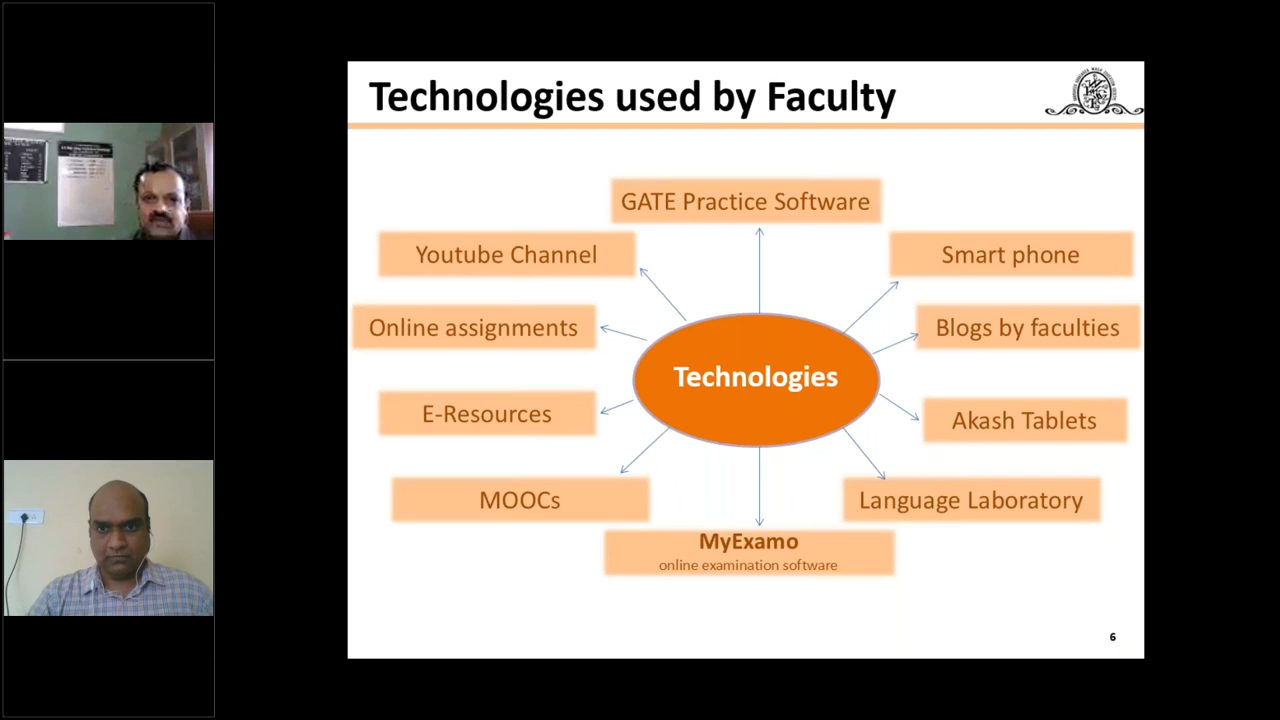 Technologies used by Faculty
GATE Practice Software
Youtube Channel
Smart phone
Online assignments
Blogs by faculties
Technologies
E-Resources
Akash Tablets
MOOCs
Language Laboratory
MyExamo
online examination software
6